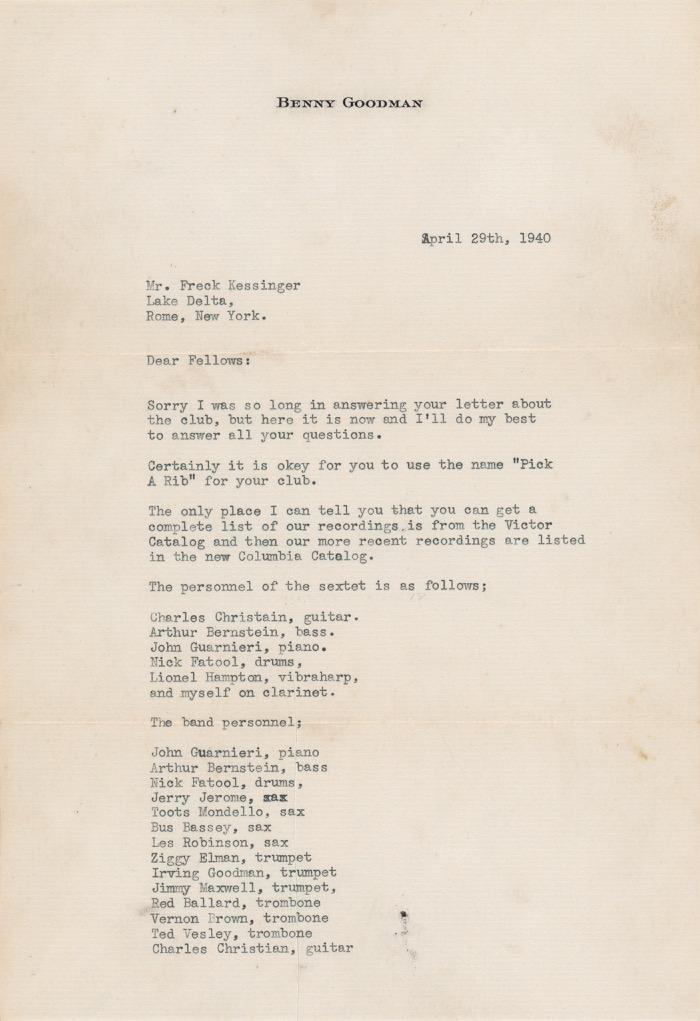 BENNY GOODMAN
April 29th, 1940
Mr. Freck Kessinger
Lake Delta,
Rome, New York.
Dear Fellows:
Sorry I was so long in answering your letter about
the club, but here it is now and I'll do my best
to answer all your questions.
Certainly it is okey for you to use the name "Pick
A Rib" for your club.
The only place I can tell you that you can get a
complete list of our recordings is from the Victor
Catalog and then our more recent recordings are listed
in the new Columbia Catalog.
The personnel of the sextet is as follows;
Charles Christain, guitar.
Arthur Bernstein, bass.
John Guarnieri, piano.
Nick Fatool, drums,
Lionel Hampton, vibraharp,
and myself on clarinet.
The band personnel;
John Guarnieri, piano
Arthur Bernstein, bass
Nick Fatool, drums,
Jerry Jerome, sax
Toots Mondello, sax
Bus Bassey, sax
Les Robinson, sax
Ziggy Elman, trumpet
Irving Goodman, trumpet
Jimmy Maxwell, trumpet,
Red Ballard, trombone
Vernon Brown, trombone
Ted Vesley, trombone
Charles Christian, guitar